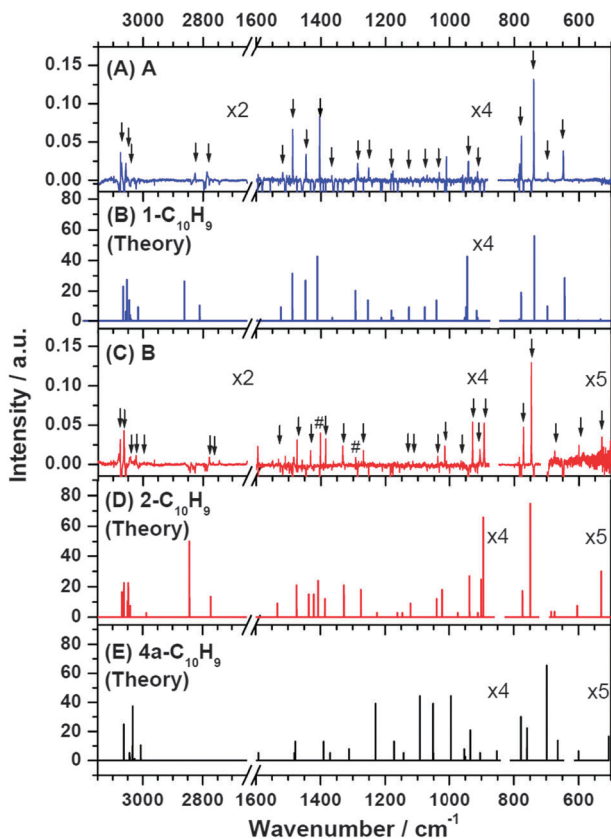 3000 2800 1600 1400 1200 1000 800 600
0.15
(A) A
x2
x4
0.10
0.05
0.00
80
(B) 1-C10H9
(Theory)
x4
60
40
20
0
0.15
(C) B
x2
x4
x5
0.10
#
#
0.05
0.00
80
(D) 2-C10H9
(Theory)
x4
x5
60
40
20
0
80
(E) 4a-C10H9
(Theory)
x4
x5
60
40
20
0
Intensity / a.u.
3000 2800 1600 1400 1200 1000 800 600
Wavenumber / cm-1